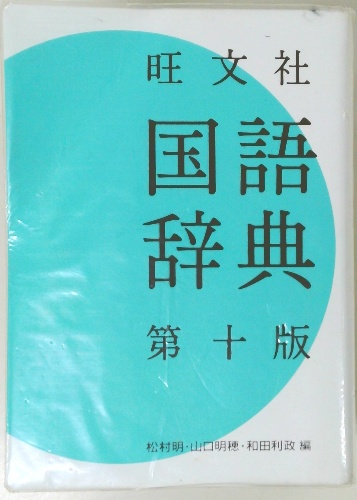 旺文社
国語
辞典
第十版
松村明・山口明穂・和田利政 編